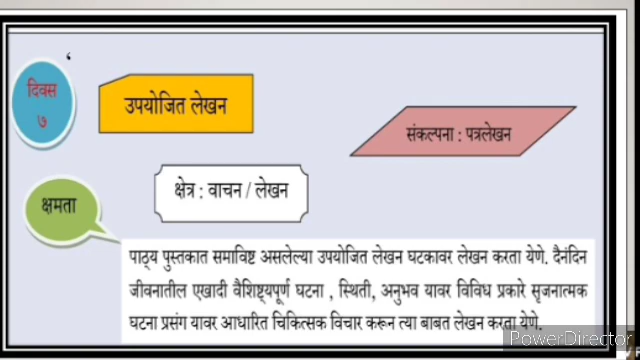 दिवस
७
उपयोजित लेखन
संकल्पना : पत्रलेखन
क्षेत्र : वाचन / लेखन
क्षमता
पाठ्य पुस्तकात समाविष्ट असलेल्या उपयोजित लेखन घटकावर लेखन करता येणे. दैनंदिन
जीवनातील एखादी वैशिष्ट्यपूर्ण घटना , स्थिती, अनुभव यावर विविध प्रकारे सृजनात्मक
घटना प्रसंग यावर आधारित चिकित्सक विचार करून त्या बाबत लेखन करता येणे.
PowerDirector